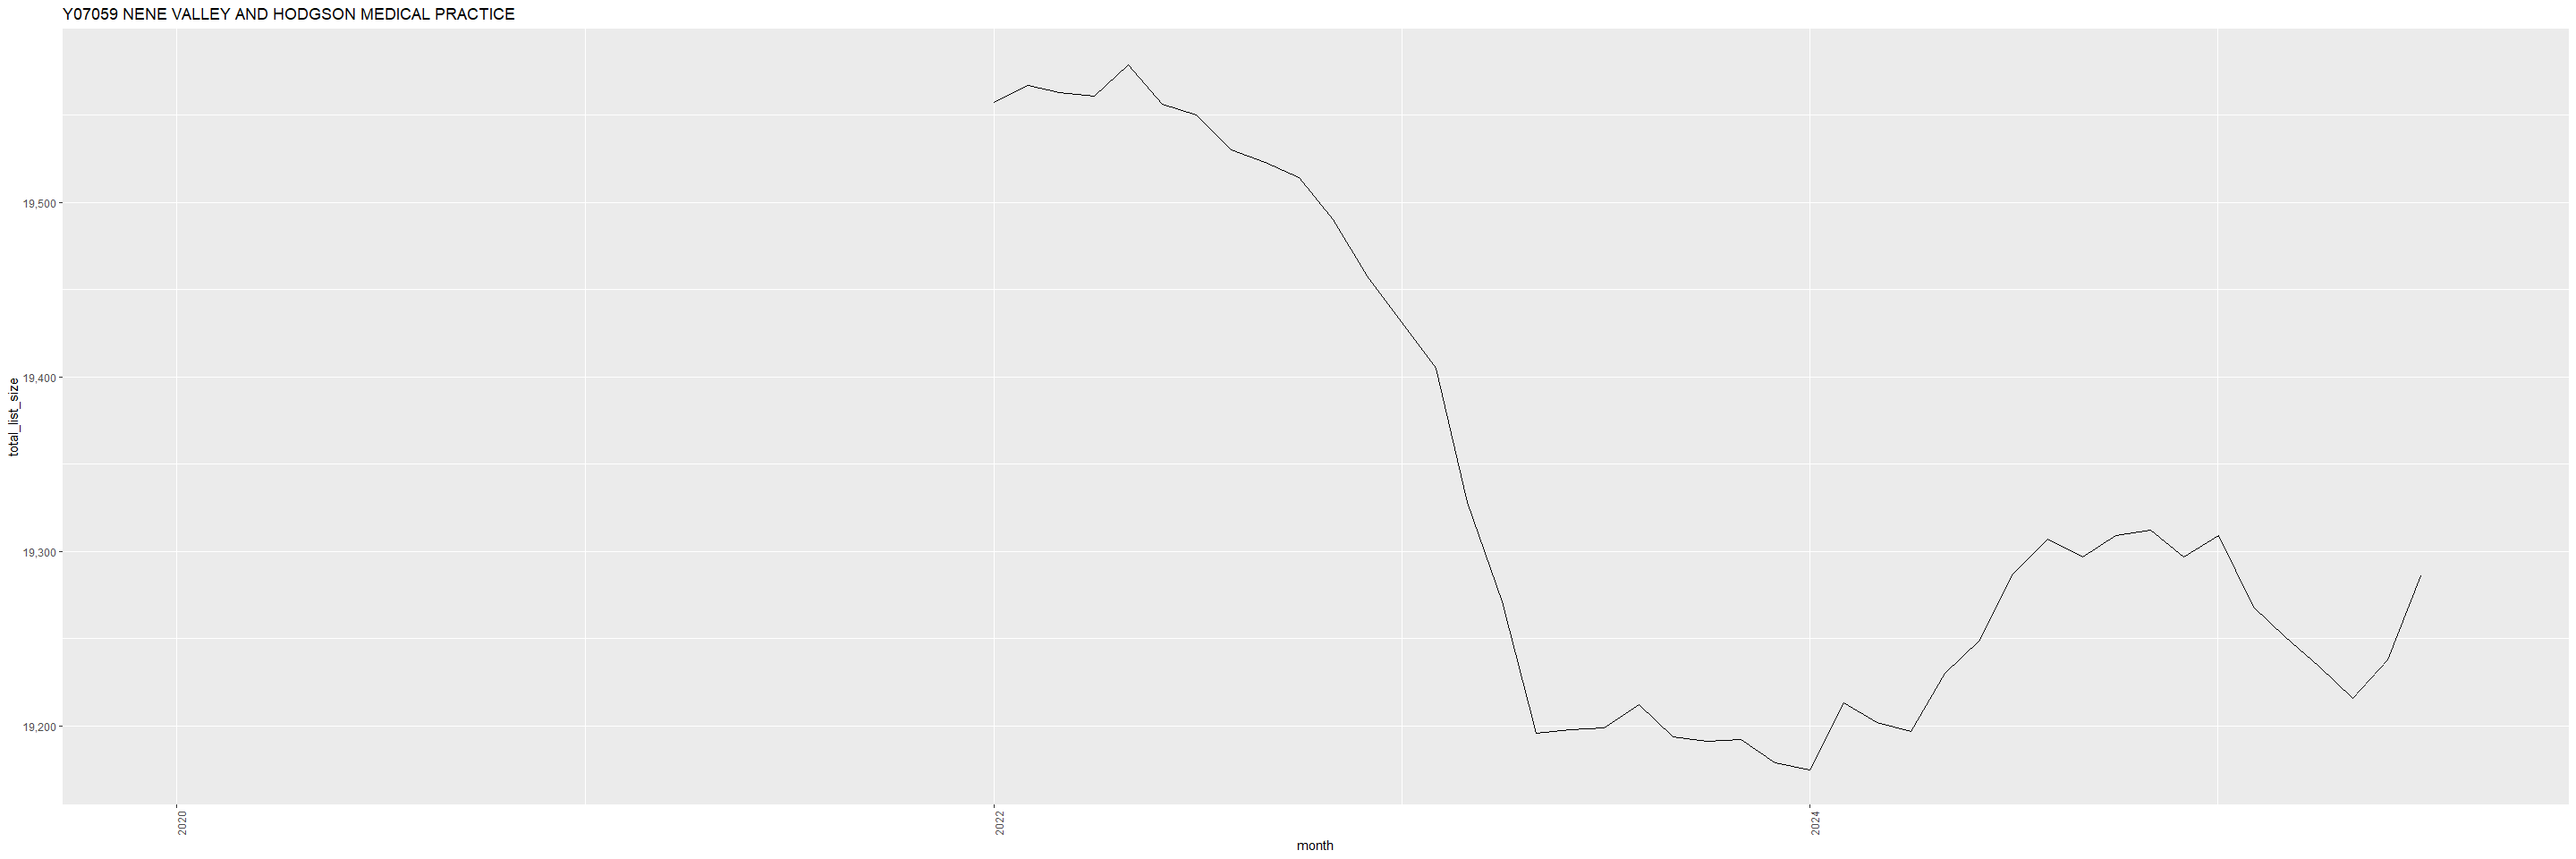 Y07059 NENE VALLEY AND HODGSON MEDICAL PRACTICE
total_list_size
19,500
19,400
19,300
19,200
2020
2022
2024
month